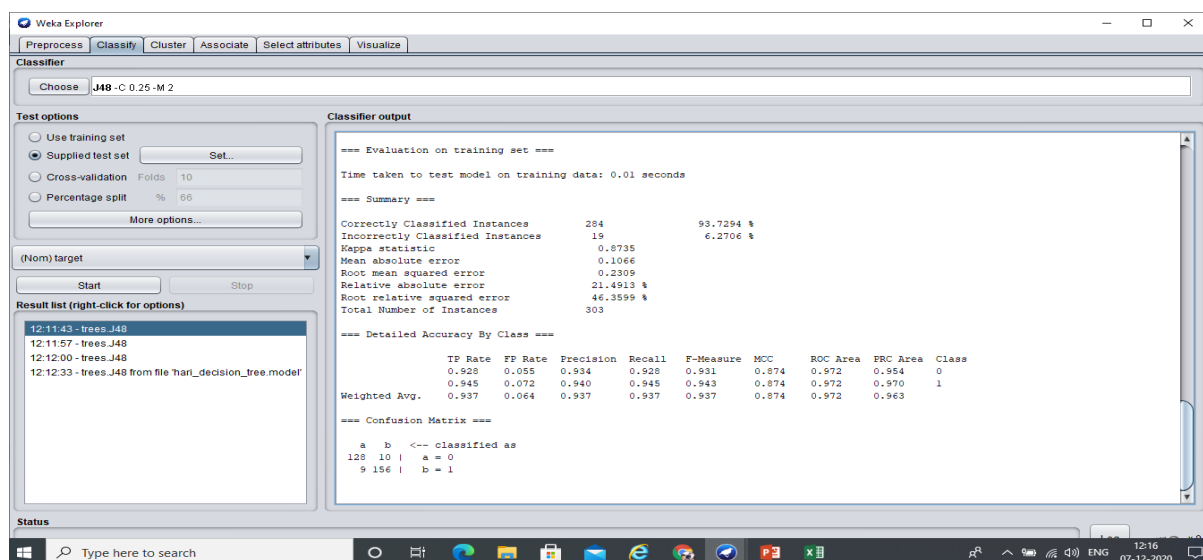 Weka Explorer
Preprocess Classify Cluster Associate Select attributes Visualize
Classifier
Choose J48 -C 0.25 -M 2
Test options
Use training set
Supplied test set Set...
Cross-validation Folds 10
Percentage split % 66
More options...
(Nom) target
Start Stop
Result list (right-click for options)
12:11:43 - trees.J48
12:11:57 - trees.J48
12:12:00 - trees.J48
12:12:33 - trees.J48 from file 'hari_decision_tree.model'
Classifier output
=== Evaluation on training set ===
Time taken to test model on training data: 0.01 seconds
=== Summary ===
Correctly Classified Instances 284 93.7294 %
Incorrectly Classified Instances 19 6.2706 %
Kappa statistic 0.8735
Mean absolute error 0.1066
Root mean squared error 0.2309
Relative absolute error 21.4913 %
Root relative squared error 46.3599 %
Total Number of Instances 303
=== Detailed Accuracy By Class ===
TP Rate FP Rate Precision Recall F-Measure MCC ROC Area PRC Area Class
0.928 0.055 0.934 0.928 0.931 0.874 0.972 0.954 0
0.945 0.072 0.940 0.945 0.943 0.874 0.972 0.970 1
Weighted Avg. 0.937 0.064 0.937 0.937 0.937 0.874 0.972 0.963
=== Confusion Matrix ===
a b <-- classified as
128 10 | a = 0
9 156 | b = 1
Status
Type here to search
ENG
12:16
07-12-2020